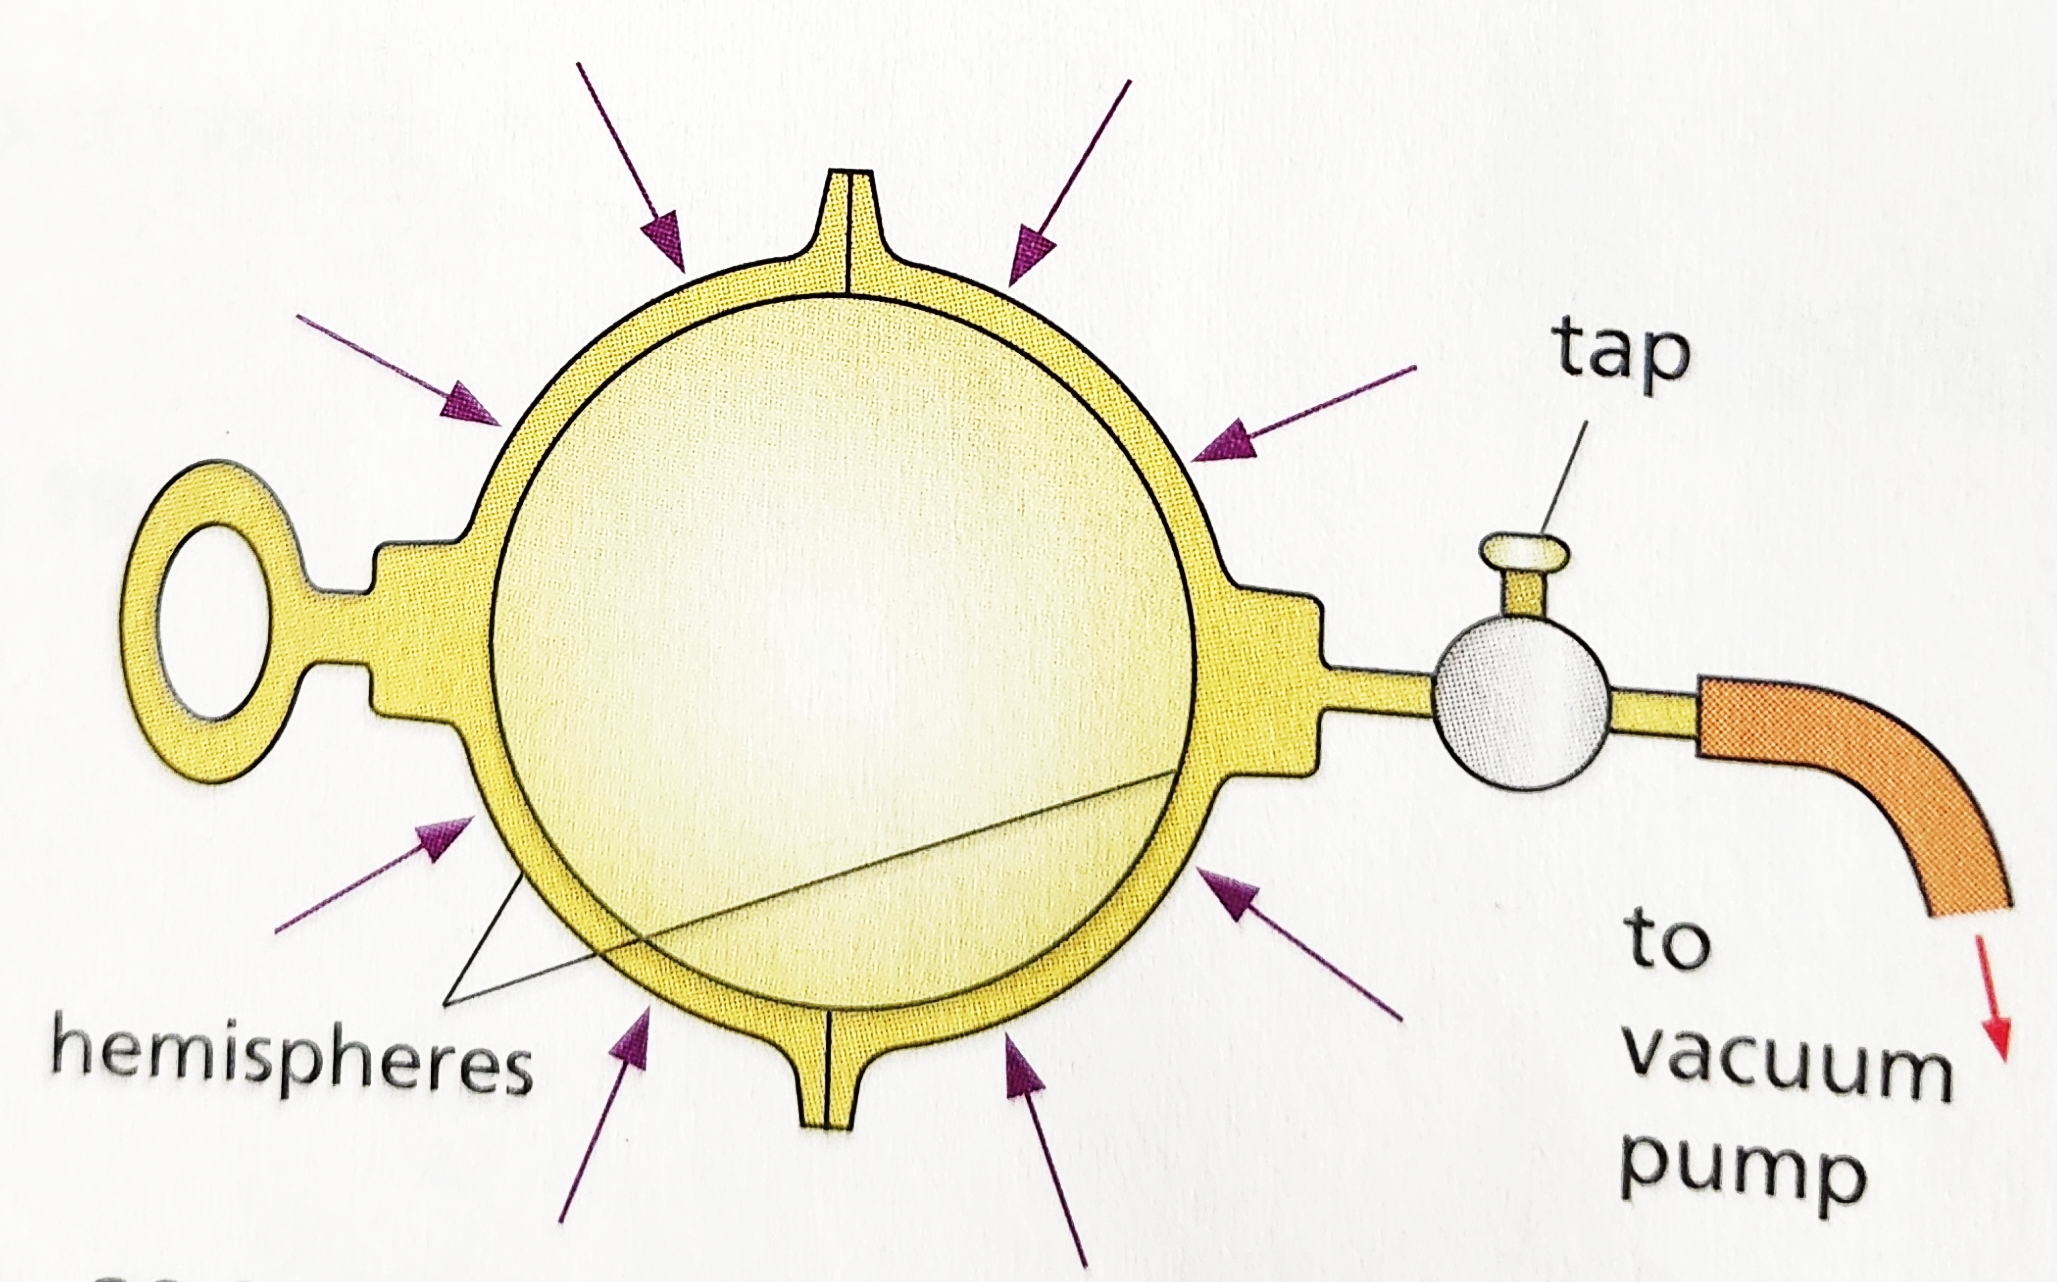 tap
hemispheres
to
vacuum
pump